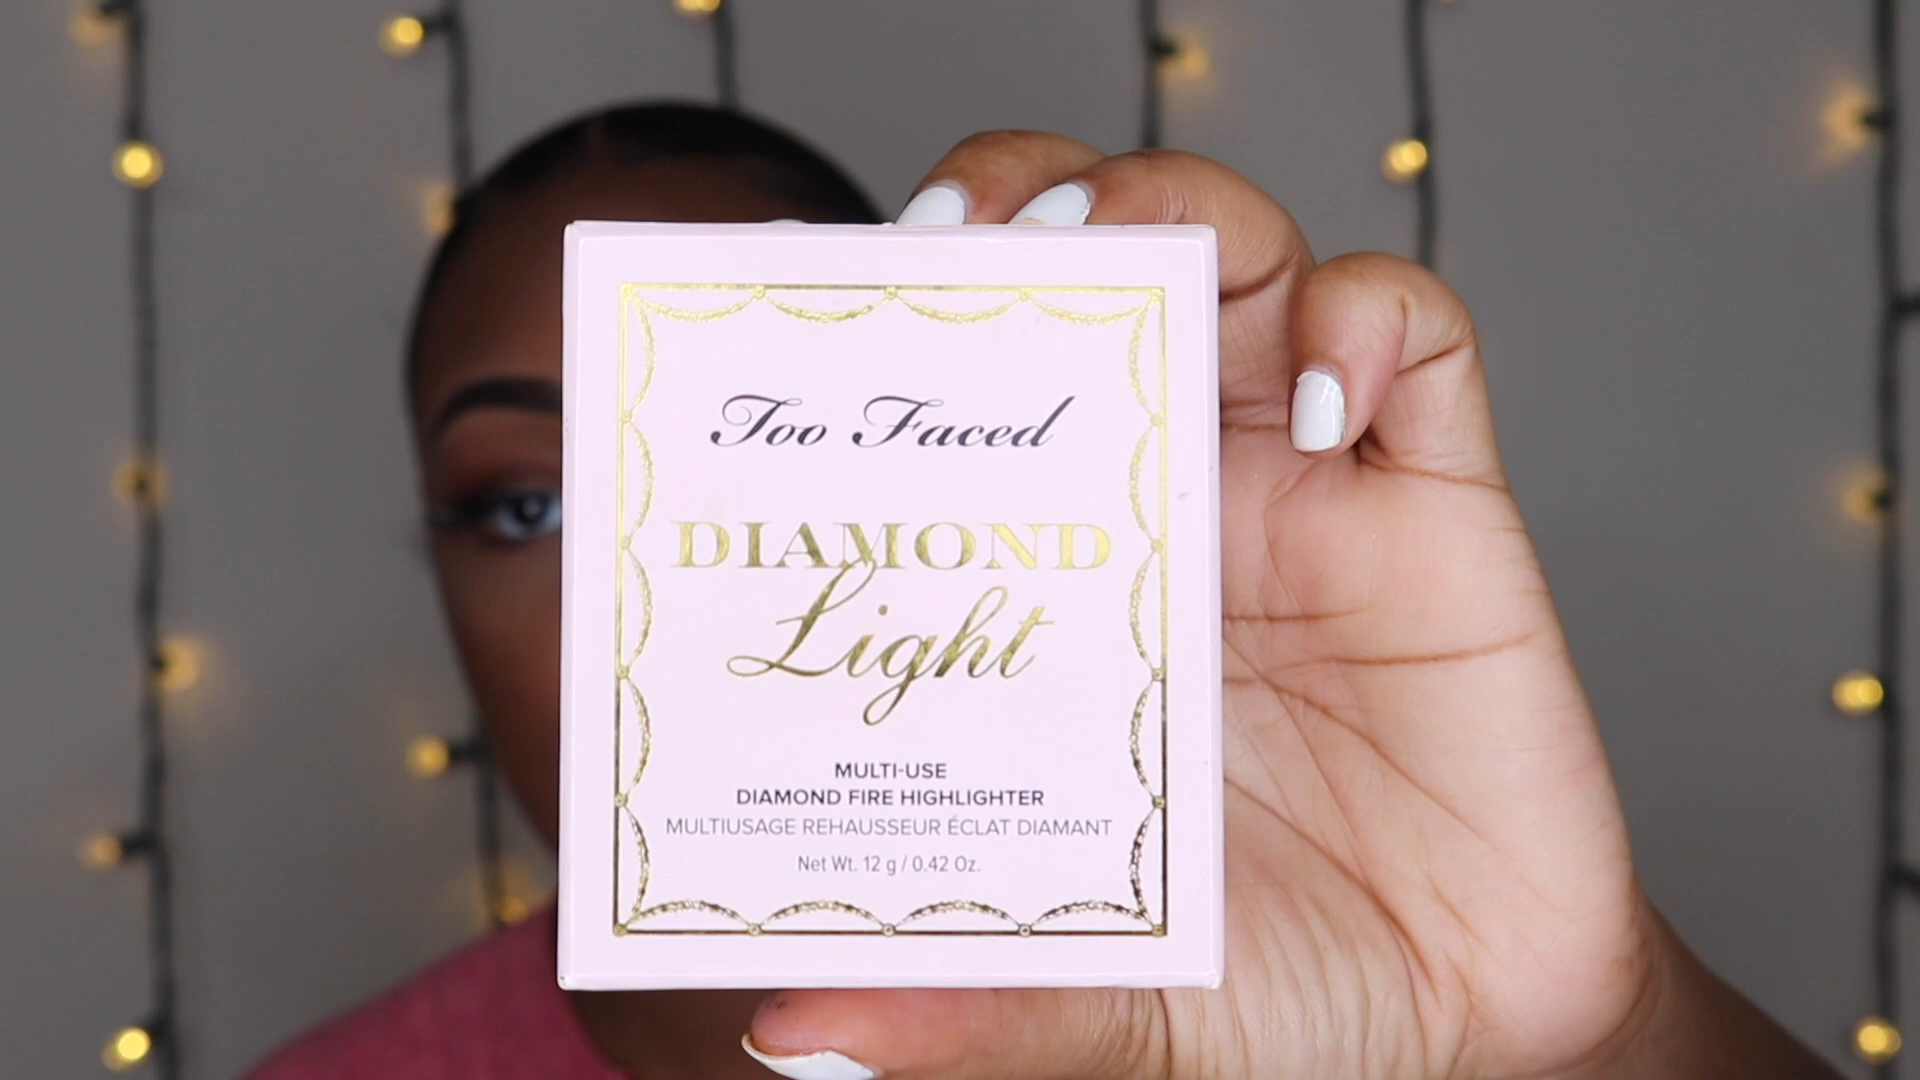 Too Faced
DIAMOND
Light
MULTI-USE
DIAMOND FIRE HIGHLIGHTER
MULTIUSAGE REHAUSSEUR ÉCLAT DIAMANT
Net Wt. 12 g / 0.42 Oz.